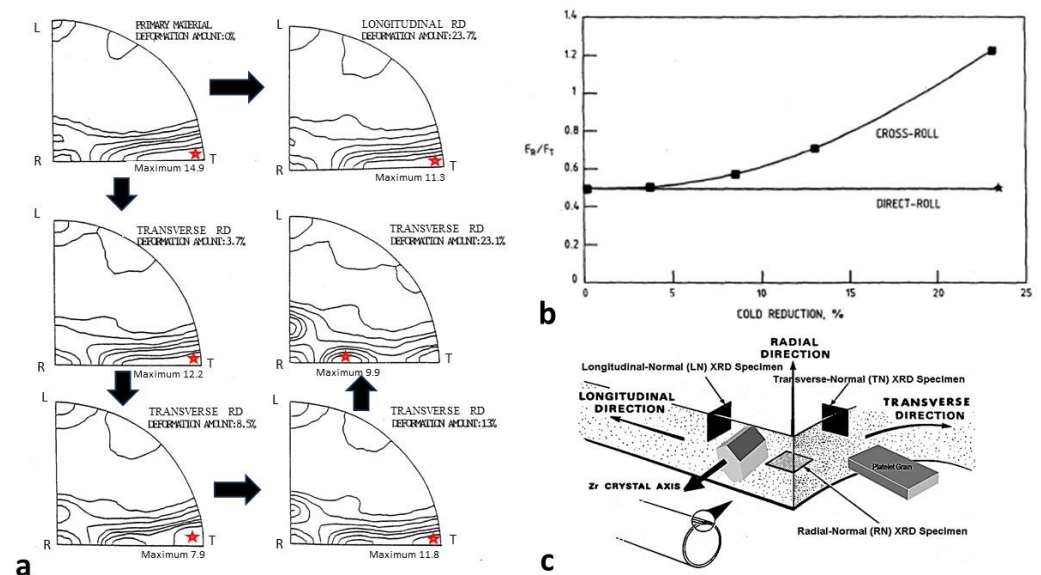 L
PRIMARY MATERIAL
DEFORMATION AMOUNT:0%
R
T
Maximum 14.9
LONGITUDINAL RD
DEFORMATION AMOUNT:23.7%
R
T
Maximum 11.3
L
TRANSVERSE RD
DEFORMATION AMOUNT:3.7%
R
T
Maximum 12.2
L
TRANSVERSE RD
DEFORMATION AMOUNT:23.1%
R
T
Maximum 9.9
L
TRANSVERSE RD
DEFORMATION AMOUNT:8.5%
R
T
Maximum 7.9
L
TRANSVERSE RD
DEFORMATION AMOUNT:13%
R
T
Maximum 11.8
a
1.4
1.2
1
0.8
0.6
0.4
0.2
0
FR/FT
CROSS-ROLL
DIRECT-ROLL
0 5 10 15 20 25
COLD REDUCTION, %
b
RADIAL
DIRECTION
Longitudinal-Normal (LN) XRD Specimen
Transverse-Normal (TN) XRD Specimen
LONGITUDINAL
DIRECTION
TRANSVERSE
DIRECTION
Platelet Grain
Zr CRYSTAL AXIS
Radial-Normal (RN) XRD Specimen
c